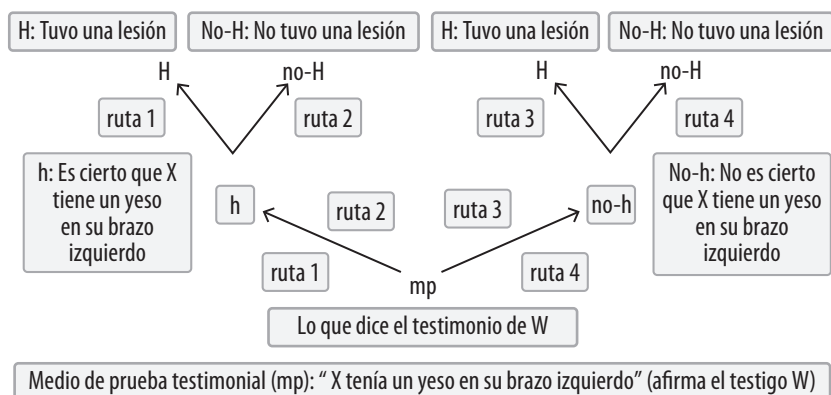 H: Tuvo una lesión
No-H: No tuvo una lesión
H: Tuvo una lesión
No-H: No tuvo una lesión
H
no-H
H
no-H
ruta 1
ruta 2
ruta 3
ruta 4
h: Es cierto que X
tiene un yeso
en su brazo
izquierdo
h
ruta 2
ruta 3
no-h
No-h: No es cierto
que X tiene un yeso
en su brazo
izquierdo
ruta 1
mp
ruta 4
Lo que dice el testimonio de W
Medio de prueba testimonial (mp): “ X tenía un yeso en su brazo izquierdo” (afirma el testigo W)